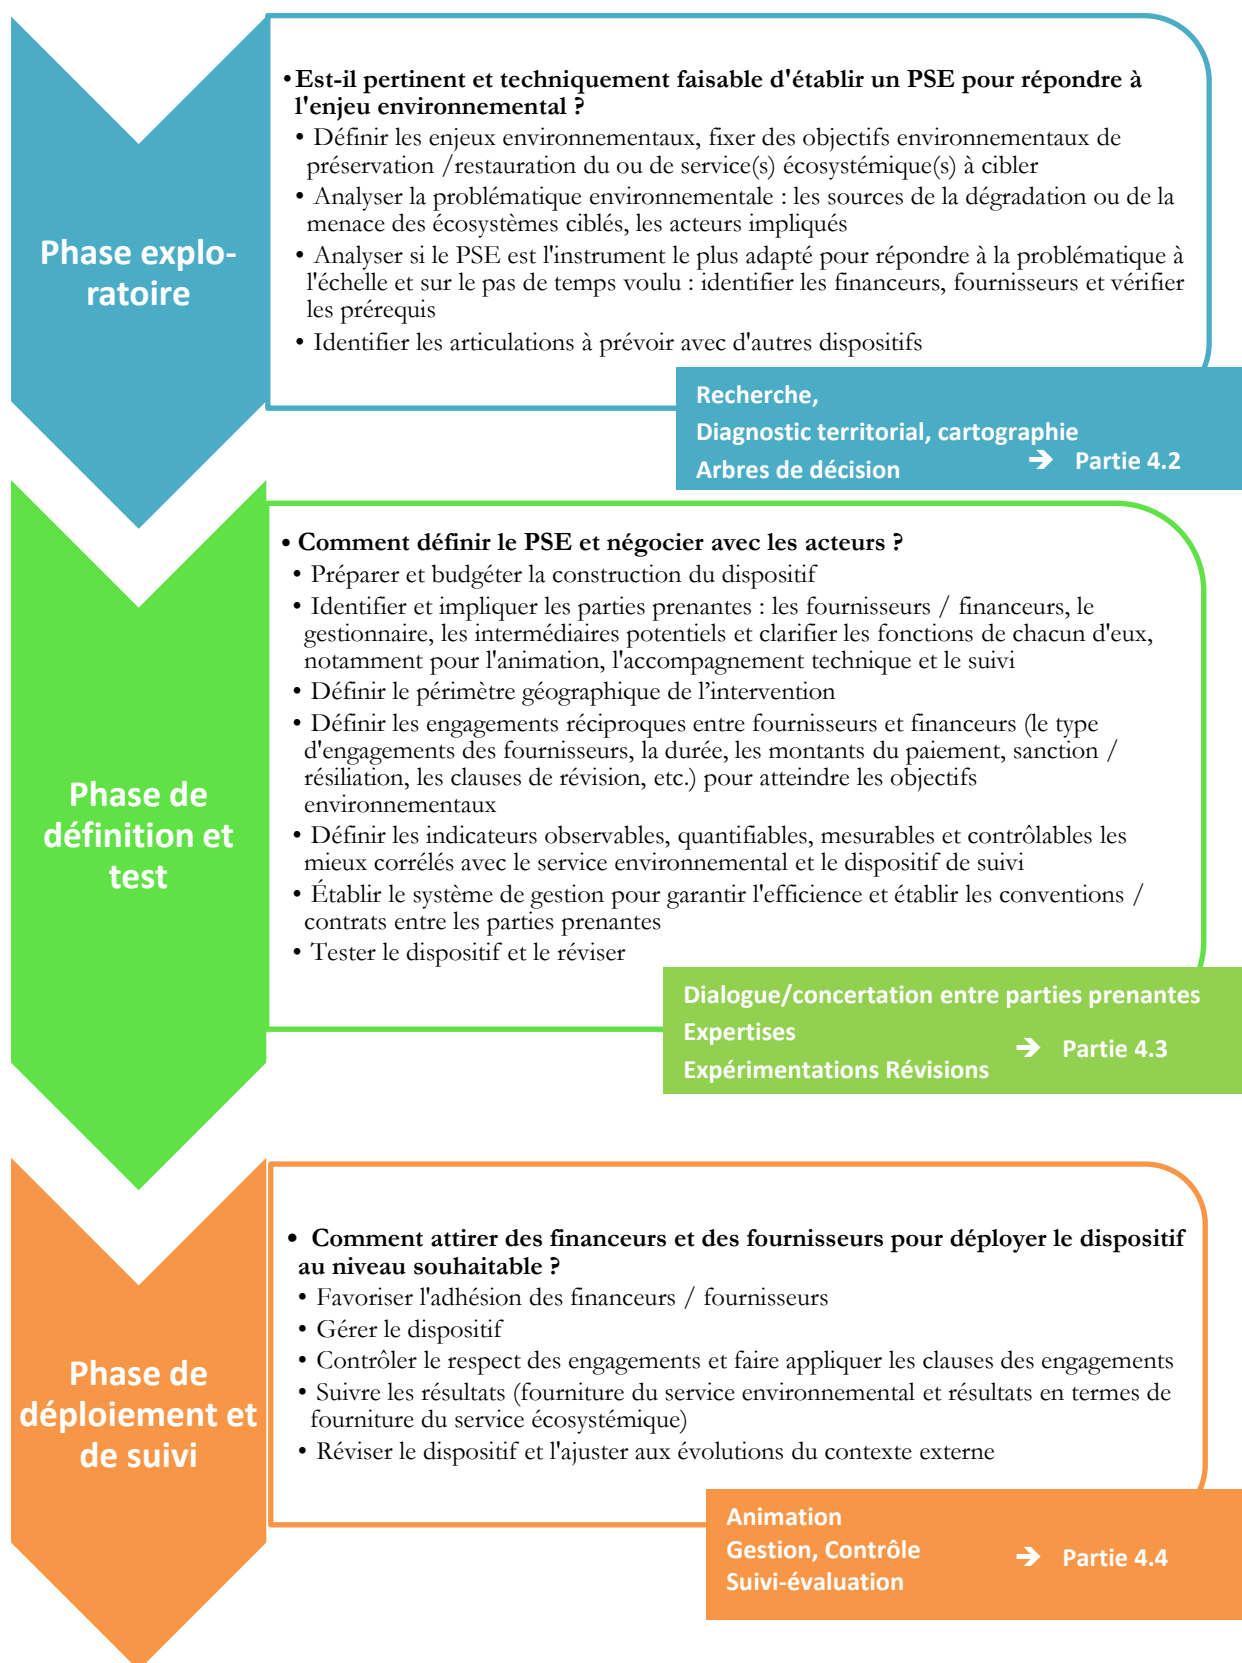 Phase explo-
ratoire
•Est-il pertinent et techniquement faisable d'établir un PSE pour répondre à
l'enjeu environnemental ?
• Définir les enjeux environnementaux, fixer des objectifs environnementaux de
préservation /restauration du ou de service(s) écosystémique(s) à cibler
• Analyser la problématique environnementale : les sources de la dégradation ou de la
menace des écosystèmes ciblés, les acteurs impliqués
• Analyser si le PSE est l'instrument le plus adapté pour répondre à la problématique à
l'échelle et sur le pas de temps voulu : identifier les financeurs, fournisseurs et vérifier
les prérequis
• Identifier les articulations à prévoir avec d'autres dispositifs
Recherche,
Diagnostic territorial, cartographie
Arbres de décision ➔ Partie 4.2
Phase de
définition et
test
• Comment définir le PSE et négocier avec les acteurs ?
• Préparer et budgéter la construction du dispositif
• Identifier et impliquer les parties prenantes : les fournisseurs / financeurs, le
gestionnaire, les intermédiaires potentiels et clarifier les fonctions de chacun d'eux,
notamment pour l'animation, l'accompagnement technique et le suivi
• Définir le périmètre géographique de l’intervention
• Définir les engagements réciproques entre fournisseurs et financeurs (le type
d'engagements des fournisseurs, la durée, les montants du paiement, sanction /
résiliation, les clauses de révision, etc.) pour atteindre les objectifs
environnementaux
• Définir les indicateurs observables, quantifiables, mesurables et contrôlables les
mieux corrélés avec le service environnemental et le dispositif de suivi
• Établir le système de gestion pour garantir l'efficience et établir les conventions /
contrats entre les parties prenantes
• Tester le dispositif et le réviser
Dialogue/concertation entre parties prenantes
Expertises
Expérimentations Révisions ➔ Partie 4.3
Phase de
déploiement et
de suivi
• Comment attirer des financeurs et des fournisseurs pour déployer le dispositif
au niveau souhaitable ?
• Favoriser l'adhésion des financeurs / fournisseurs
• Gérer le dispositif
• Contrôler le respect des engagements et faire appliquer les clauses des engagements
• Suivre les résultats (fourniture du service environnemental et résultats en termes de
fourniture du service écosystémique)
• Réviser le dispositif et l'ajuster aux évolutions du contexte externe
Animation
Gestion, Contrôle ➔ Partie 4.4
Suivi-évaluation